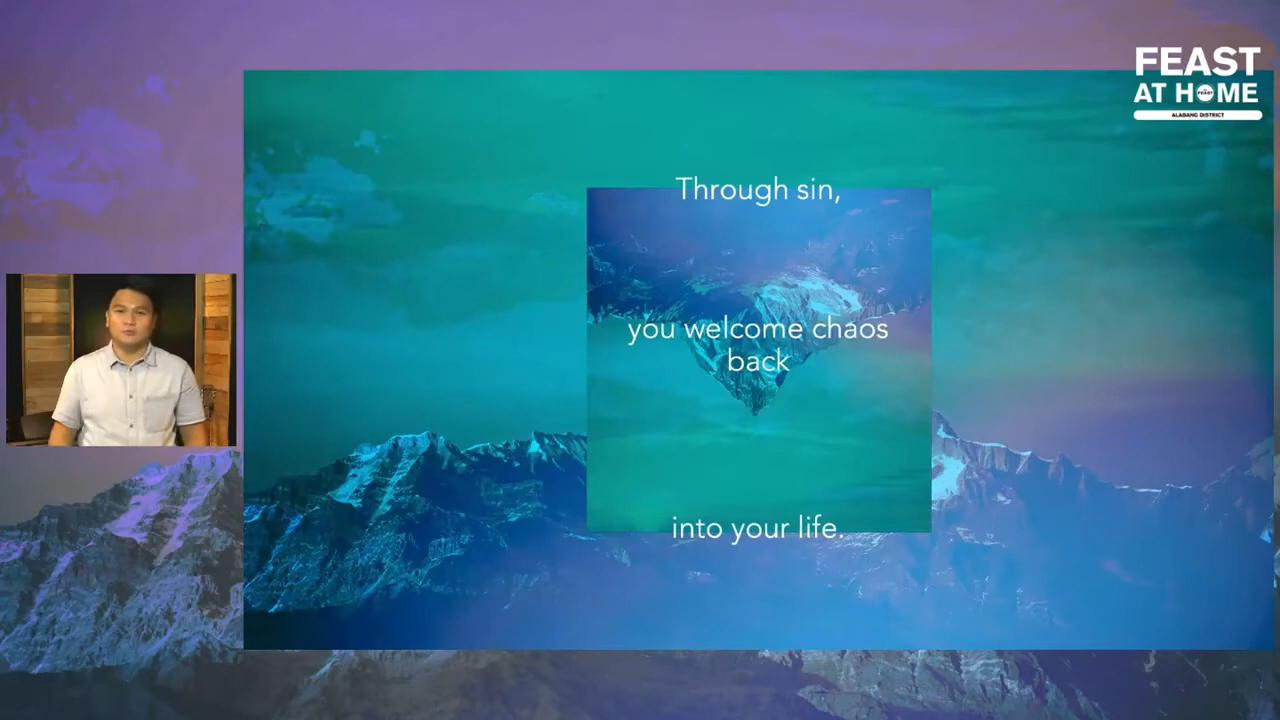 FEAST
AT HOME
ALABANG DISTRICT
Through sin,
you welcome chaos
back
into your life.